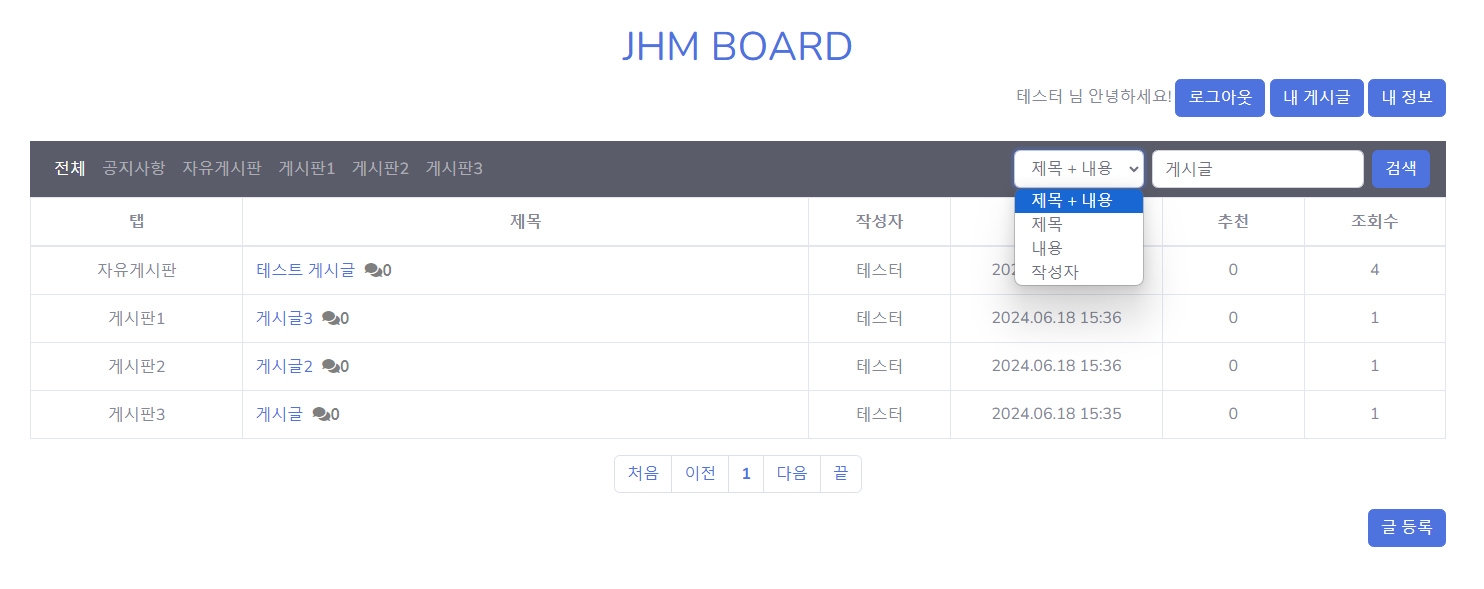 JHM BOARD
테스터 님 안녕하세요! 로그아웃 내 게시글 내 정보
전체 공지사항 자유게시판 게시판1 게시판2 게시판3 제목 + 내용 게시글 검색
제목 + 내용
제목
내용
작성자
탭 제목 작성자 추천 조회수
자유게시판 테스트 게시글 0 테스터 0 4
게시판1 게시글3 0 테스터 2024.06.18 15:36 0 1
게시판2 게시글2 0 테스터 2024.06.18 15:36 0 1
게시판3 게시글 0 테스터 2024.06.18 15:35 0 1
처음 이전 1 다음 끝
글 등록